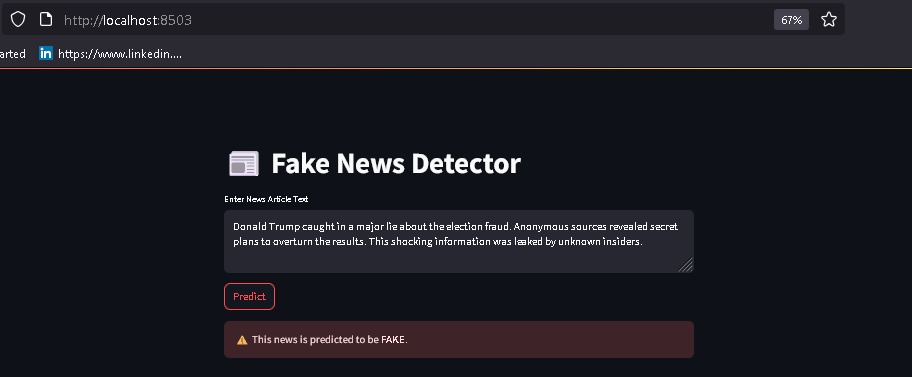 http://localhost:8503
67%
arted
in https://www.linkedin....
Fake News Detector
Enter News Article Text
Donald Trump caught in a major lie about the election fraud. Anonymous sources revealed secret
plans to overturn the results. This shocking information was leaked by unknown insiders.
Predict
This news is predicted to be FAKE.